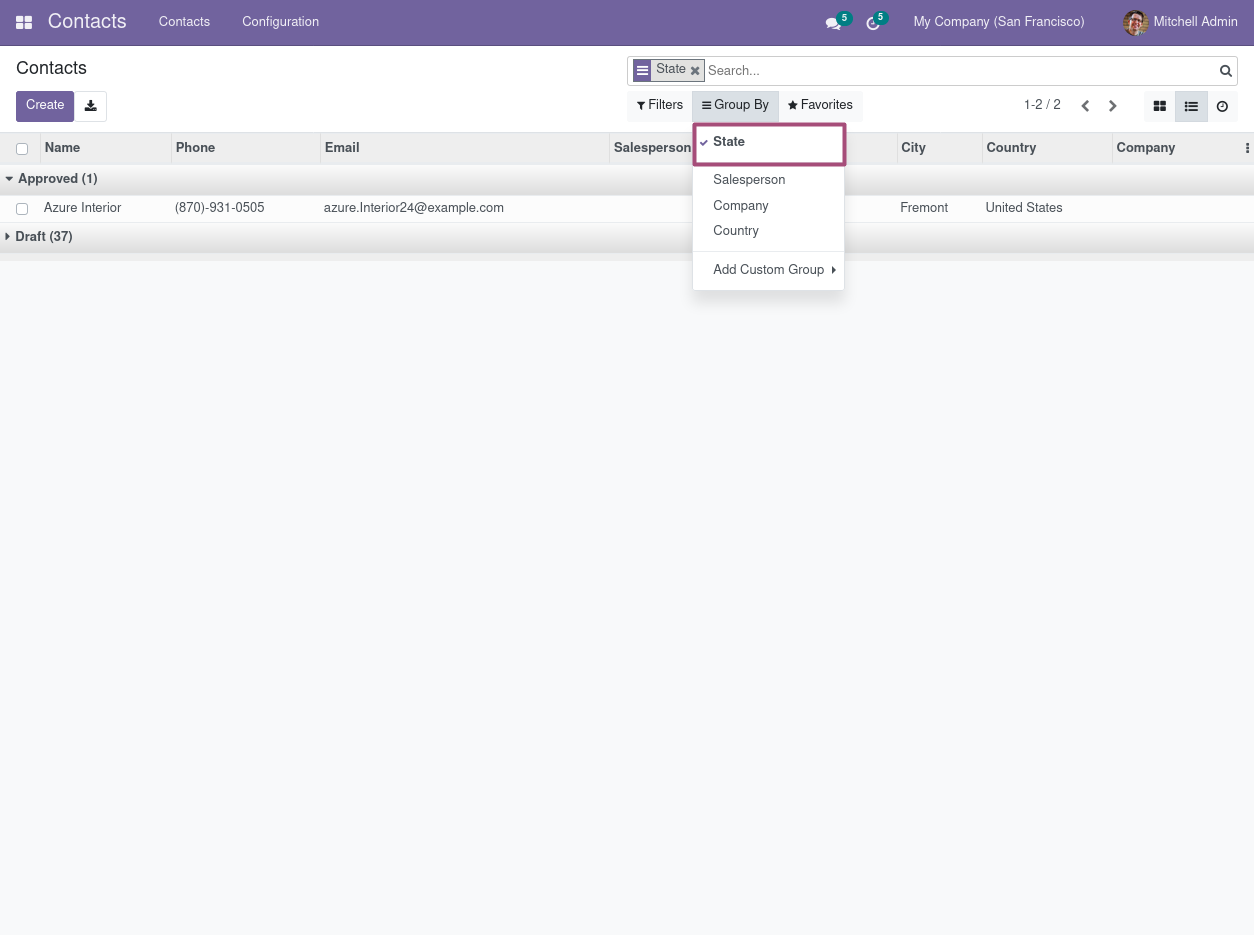 Contacts Contacts Configuration 5 5 My Company (San Francisco) Mitchell Admin
Contacts
State Search...
Create Filters Group By Favorites 1-2 / 2
Name Phone Email Salesperson City Country Company
State
Approved (1)
Salesperson
Azure Interior (870)-931-0505 azure.Interior24@example.com Fremont United States
Company
Country
Draft (37)
Add Custom Group